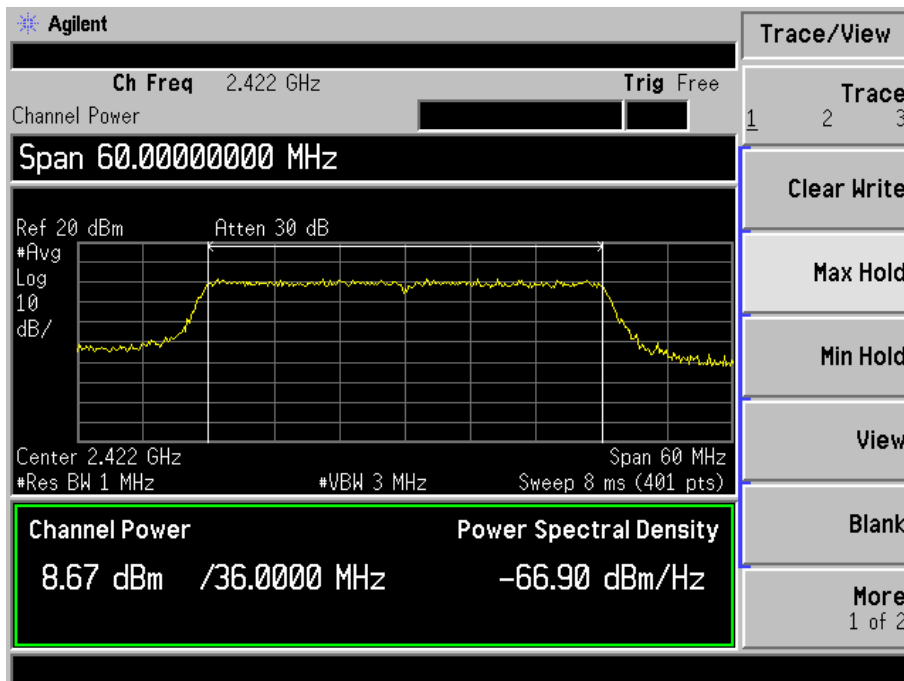 Agilent
Ch Freq 2.422 GHz Trig Free
Channel Power
Span 60.00000000 MHz
Ref 20 dBm Atten 30 dB
#Avg
Log
10
dB/
Center 2.422 GHz Span 60 MHz
#Res BW 1 MHz #VBW 3 MHz Sweep 8 ms (401 pts)
Channel Power Power Spectral Density
8.67 dBm /36.0000 MHz -66.90 dBm/Hz
Trace/View
Trace
1 2 3
Clear Write
Max Hold
Min Hold
View
Blank
More
1 of 2